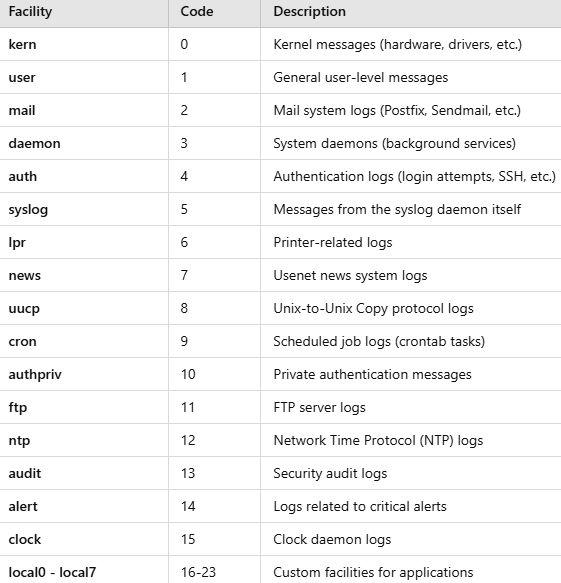 Facility Code Description
kern 0 Kernel messages (hardware, drivers, etc.)
user 1 General user-level messages
mail 2 Mail system logs (Postfix, Sendmail, etc.)
daemon 3 System daemons (background services)
auth 4 Authentication logs (login attempts, SSH, etc.)
syslog 5 Messages from the syslog daemon itself
lpr 6 Printer-related logs
news 7 Usenet news system logs
uucp 8 Unix-to-Unix Copy protocol logs
cron 9 Scheduled job logs (crontab tasks)
authpriv 10 Private authentication messages
ftp 11 FTP server logs
ntp 12 Network Time Protocol (NTP) logs
audit 13 Security audit logs
alert 14 Logs related to critical alerts
clock 15 Clock daemon logs
local0 - local7 16-23 Custom facilities for applications